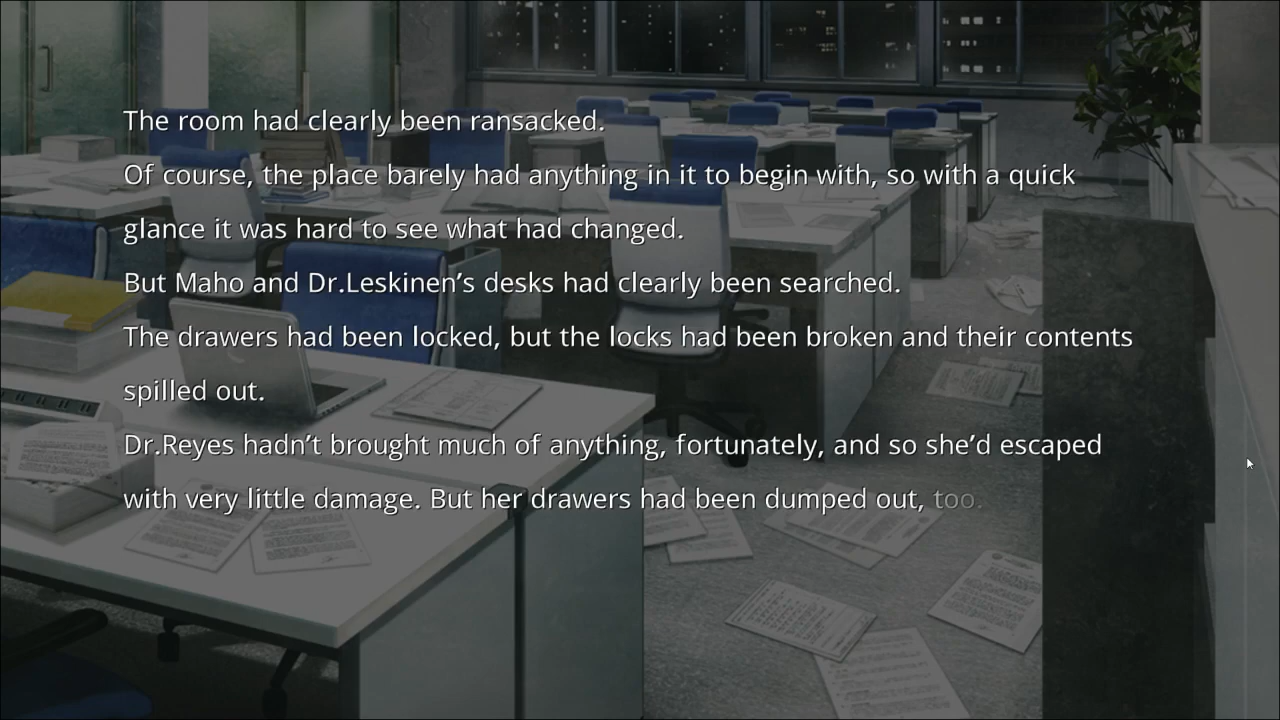 The room had clearly been ransacked.
Of course, the place barely had anything in it to begin with, so with a quick
glance it was hard to see what had changed.
But Maho and Dr.Leskinen’s desks had clearly been searched.
The drawers had been locked, but the locks had been broken and their contents
spilled out.
Dr.Reyes hadn’t brought much of anything, fortunately, and so she’d escaped
with very little damage. But her drawers had been dumped out, too.